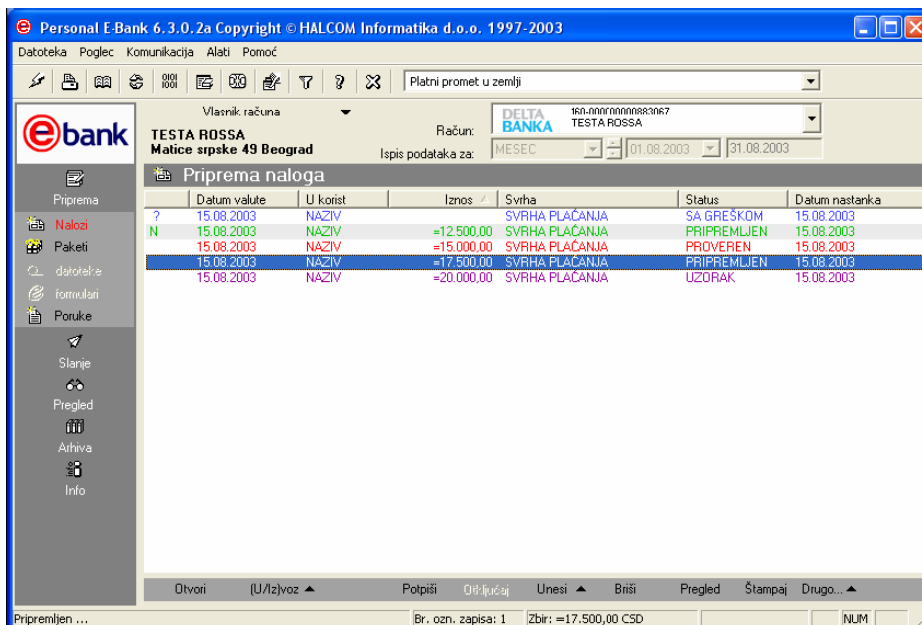 Personal E-Bank 6.3.0.2a Copyright © HALCOM Informatika d.o.o. 1997-2003
Datoteka Poglec Komunikacija Alati Pomoć
Platni promet u zemlji
ebank
Vlasnik računa
TESTA ROSSA
Matice srpske 49 Beograd
Račun:
DELTA BANKA
160-000000000883067
TESTA ROSSA
Ispis podataka za:
MESEC 01.08.2003 31.08.2003
Priprema
Nalozi
Paketi
datoteke
formulari
Poruke
Slanje
Pregled
Arhiva
Info
Priprema naloga
Datum valute U korist Iznos Svrha Status Datum nastanka
? 15.08.2003 NAZIV SVRHA PLAĆANJA SA GREŠKOM 15.08.2003
N 15.08.2003 NAZIV =12.500,00 SVRHA PLAĆANJA PRIPREMLJEN 15.08.2003
15.08.2003 NAZIV =15.000,00 SVRHA PLAĆANJA PROVEREN 15.08.2003
15.08.2003 NAZIV =17.500,00 SVRHA PLAĆANJA PRIPREMLJEN 15.08.2003
15.08.2003 NAZIV =20.000,00 SVRHA PLAĆANJA UZORAK 15.08.2003
Otvori (U/Iz)voz Potpiši Otključaj Unesi Briši Pregled Štampaj Drugo...
Pripremljen ... Br. ozn. zapisa: 1 Zbir: =17.500,00 CSD NUM